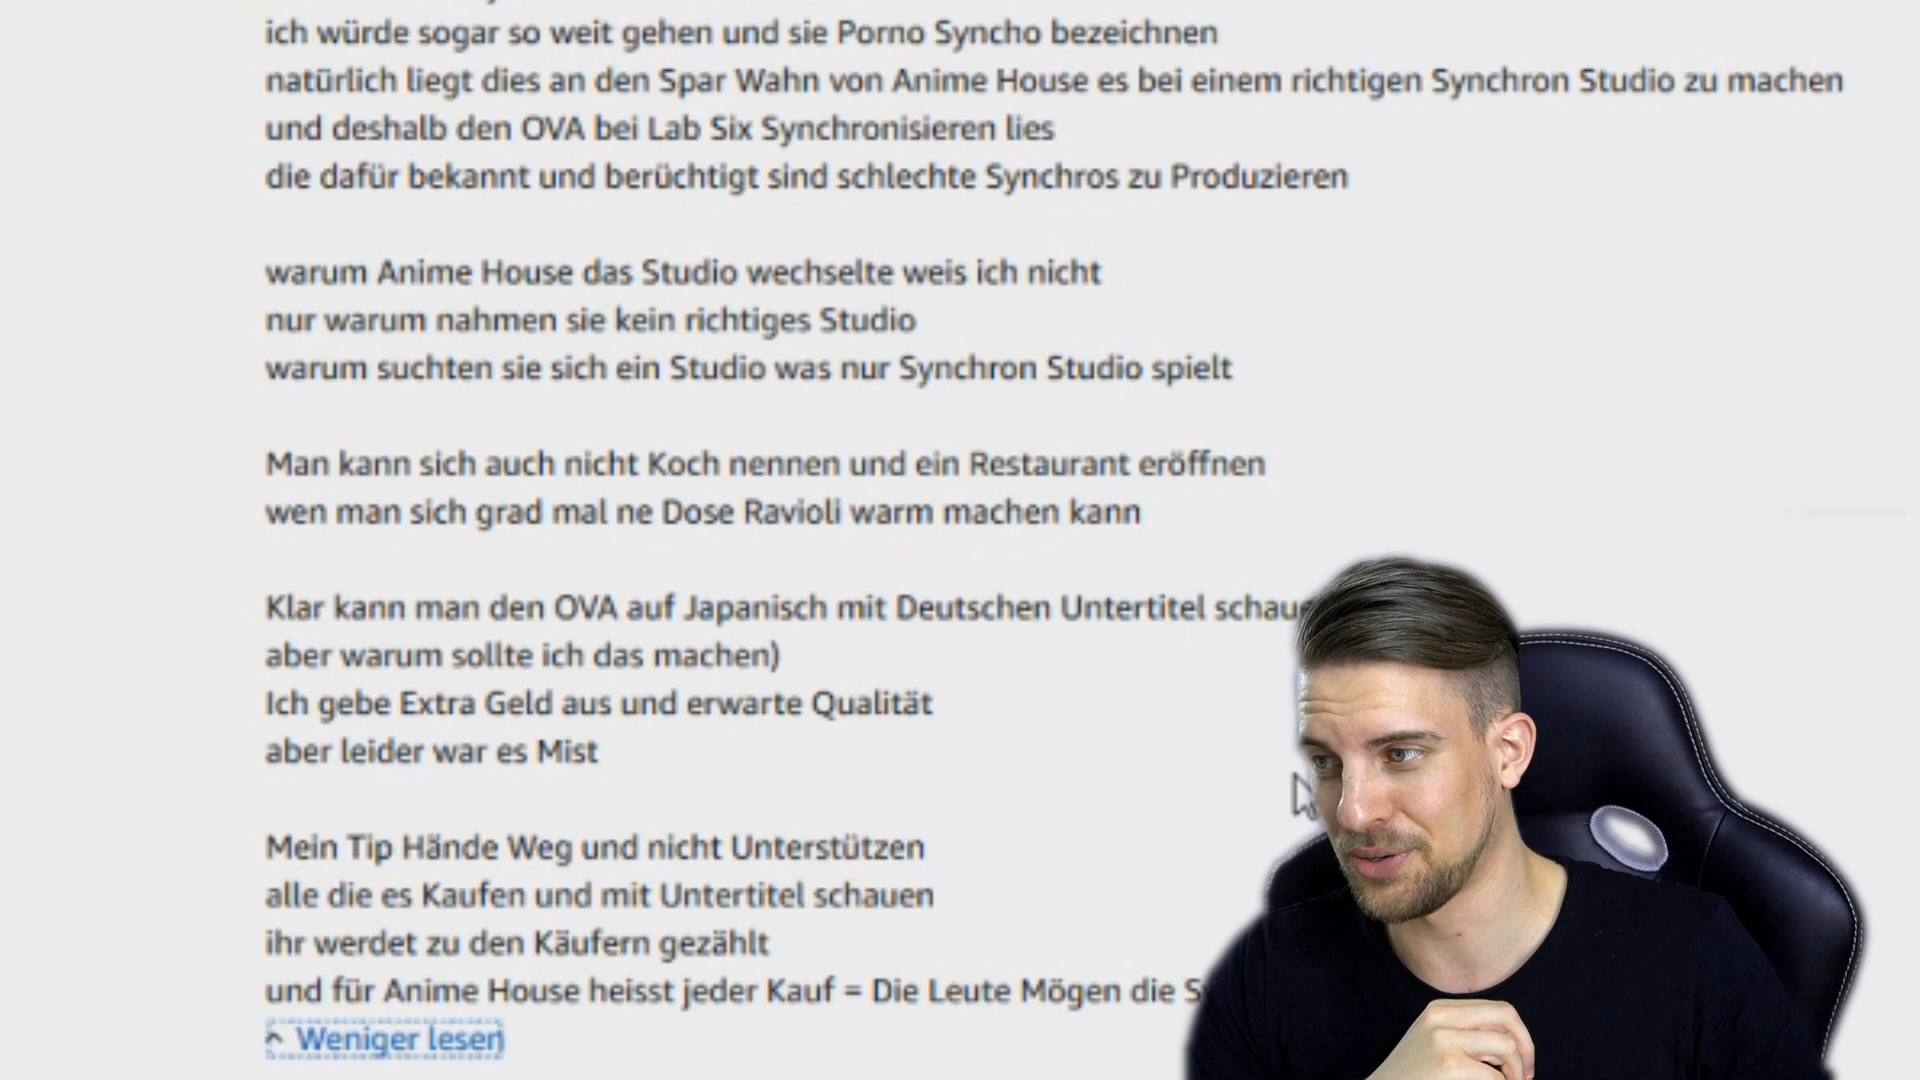 ich würde sogar so weit gehen und sie Porno Syncho bezeichnen
natürlich liegt dies an den Spar Wahn von Anime House es bei einem richtigen Synchron Studio zu machen
und deshalb den OVA bei Lab Six Synchronisieren lies
die dafür bekannt und berüchtigt sind schlechte Synchros zu Produzieren
warum Anime House das Studio wechselte weis ich nicht
nur warum nahmen sie kein richtiges Studio
warum suchten sie sich ein Studio was nur Synchron Studio spielt
Man kann sich auch nicht Koch nennen und ein Restaurant eröffnen
wen man sich grad mal ne Dose Ravioli warm machen kann
Klar kann man den OVA auf Japanisch mit Deutschen Untertitel
aber warum sollte ich das machen)
Ich gebe Extra Geld aus und erwarte Qualität
aber leider war es Mist
Mein Tip Hände Weg und nicht Unterstützen
alle die es Kaufen und mit Untertitel schauen
ihr werdet zu den Käufern gezählt
und für Anime House heisst jeder Kauf = Die Leute Mögen die
Weniger lesen